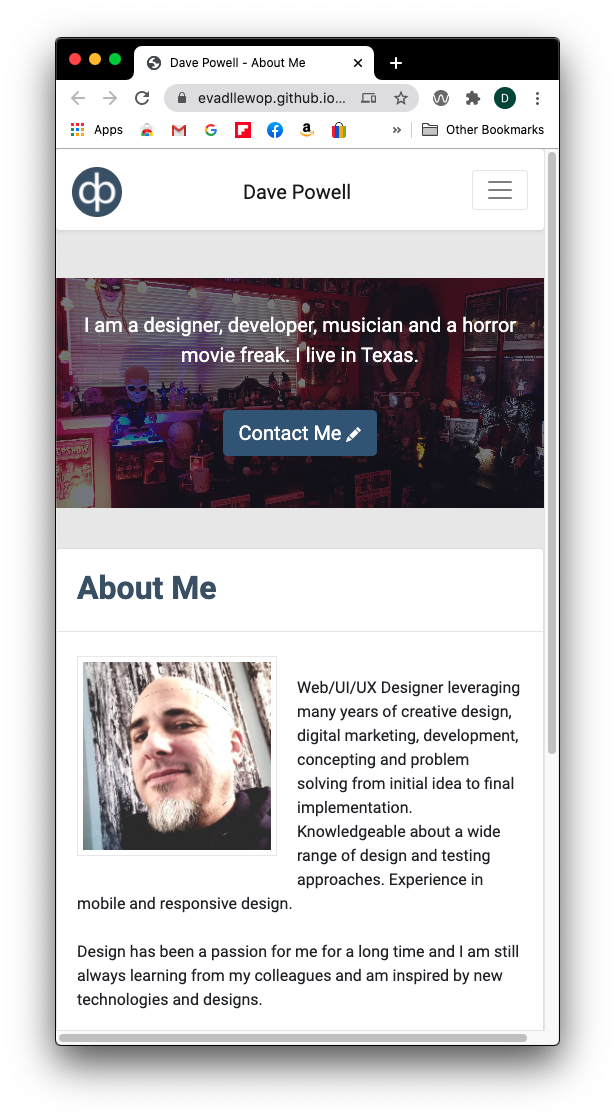 Dave Powell - About Me
evadllewop.github.io...
D
Apps
Other Bookmarks
dp
Dave Powell
I am a designer, developer, musician and a horror
movie freak. I live in Texas.
Contact Me
About Me
Web/UI/UX Designer leveraging
many years of creative design,
digital marketing, development,
concepting and problem
solving from initial idea to final
implementation.
Knowledgeable about a wide
range of design and testing
approaches. Experience in
mobile and responsive design.
Design has been a passion for me for a long time and I am still
always learning from my colleagues and am inspired by new
technologies and designs.